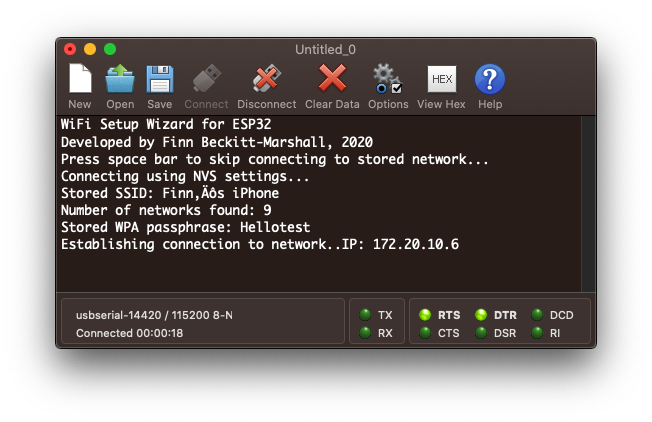 Untitled_0
New Open Save Connect Disconnect Clear Data Options View Hex Help
HEX
WiFi Setup Wizard for ESP32
Developed by Finn Beckitt-Marshall, 2020
Press space bar to skip connecting to stored network...
Connecting using NVS settings...
Stored SSID: Finn‚Äôs iPhone
Number of networks found: 9
Stored WPA passphrase: Hellotest
Establishing connection to network..IP: 172.20.10.6
usbserial-14420 / 115200 8-N
Connected 00:00:18
TX RTS DTR DCD
RX CTS DSR RI